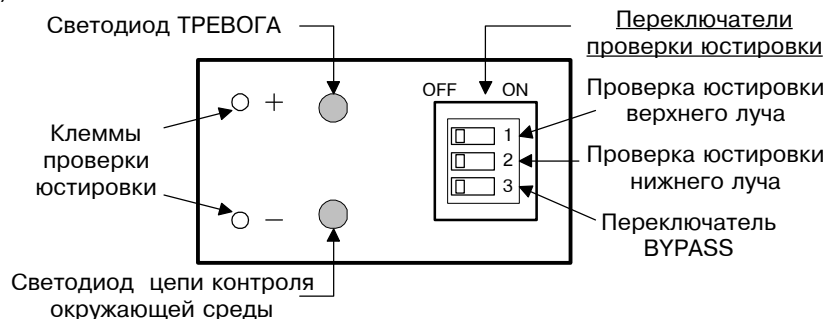 Светодиод ТРЕВОГА
Переключатели
проверки юстировки
OFF ON
+
Клеммы
проверки
юстировки
–
1
2
3
Проверка юстировки
верхнего луча
Проверка юстировки
нижнего луча
Переключатель
BYPASS
Светодиод цепи контроля
окружающей среды